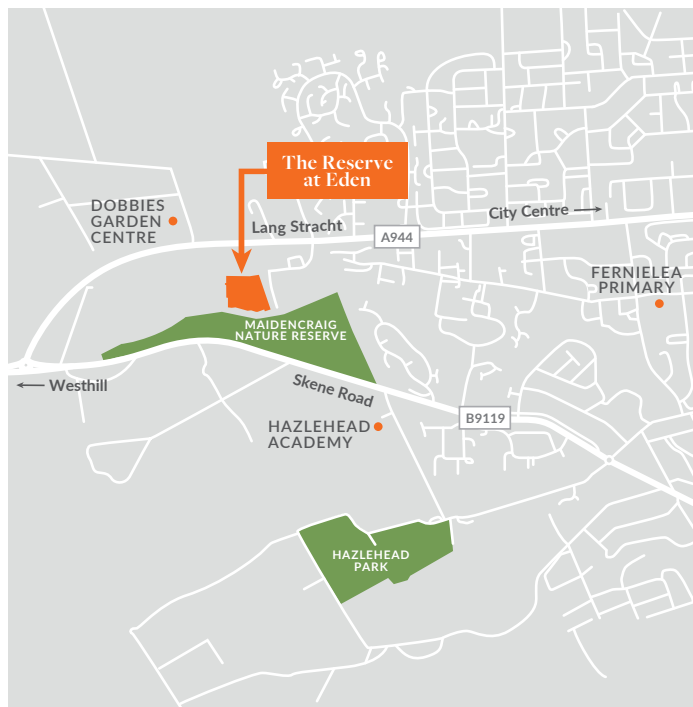 The Reserve
at Eden
DOBBIES
GARDEN
CENTRE
Lang Stracht
A944
City Centre →
FERNIELEA
PRIMARY
MAIDENCRAIG
NATURE RESERVE
← Westhill
Skene Road
B9119
HAZLEHEAD
ACADEMY
HAZLEHEAD
PARK